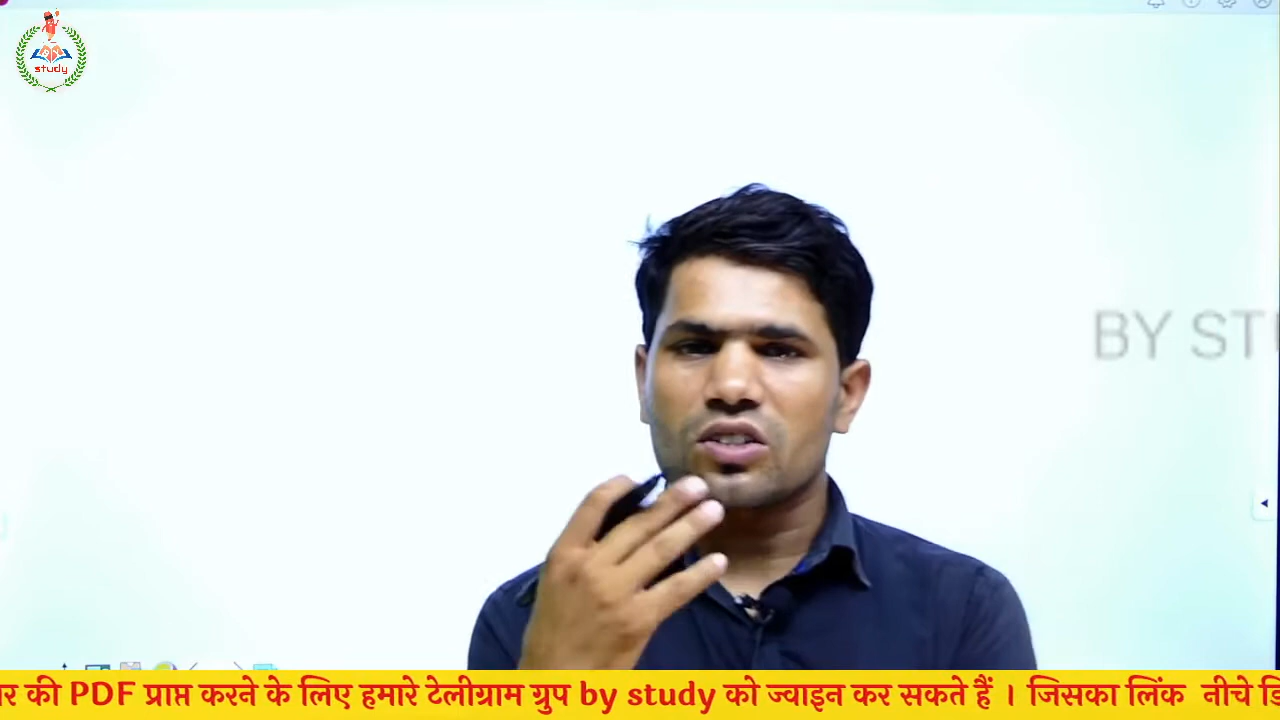 study
BY ST
की PDF प्राप्त करने के लिए हमारे टेलीग्राम ग्रुप by study को ज्वाइन कर सकते हैं । जिसका लिंक नीचे